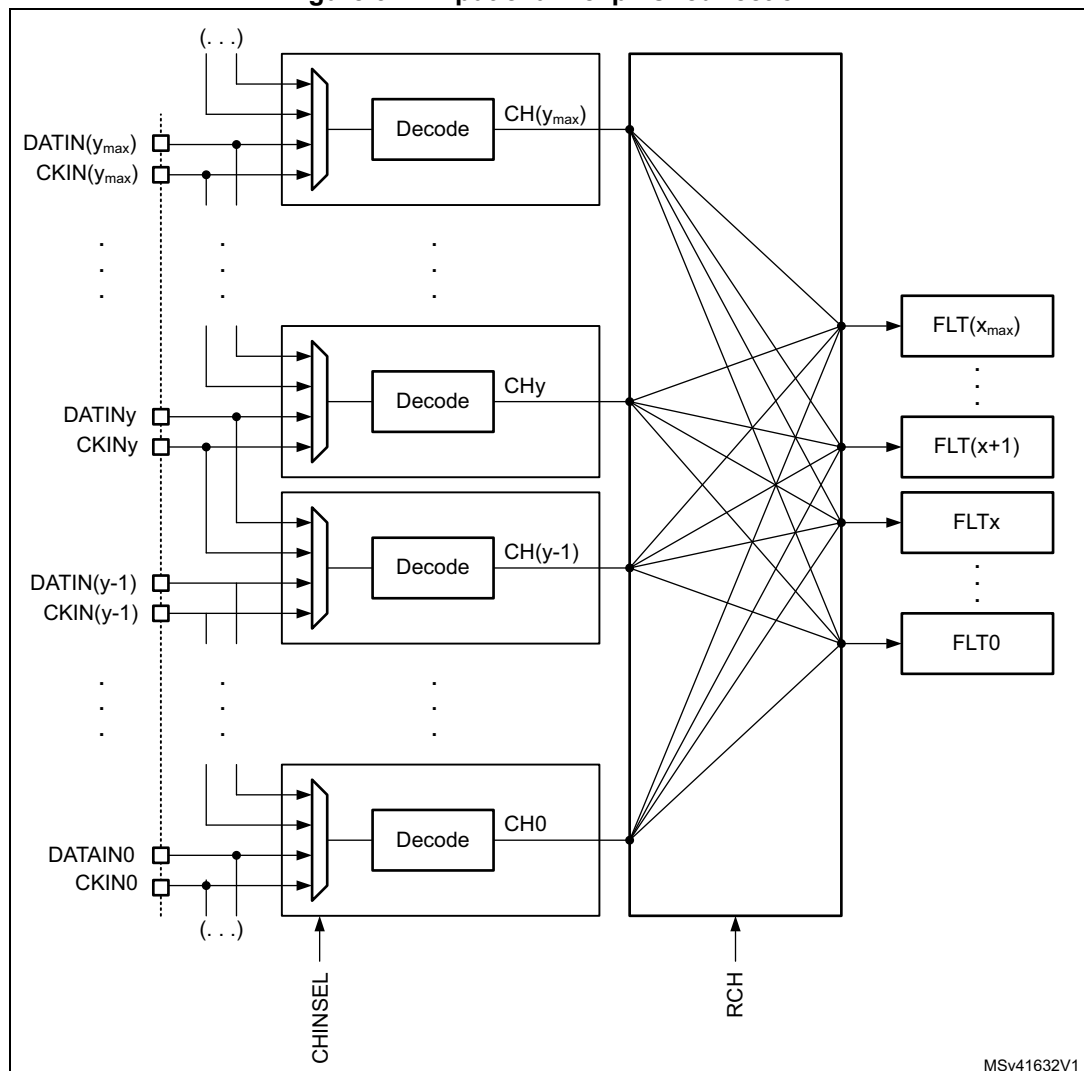 (. . .)
CH(ymax)
Decode
DATIN(ymax)
CKIN(ymax)
FLT(xmax)
CHy
Decode
DATINy
CKINy
FLT(x+1)
FLTx
CH(y-1)
Decode
DATIN(y-1)
CKIN(y-1)
FLT0
CH0
Decode
DATAIN0
CKIN0
(. . .)
CHINSEL
RCH
MSv41632V1